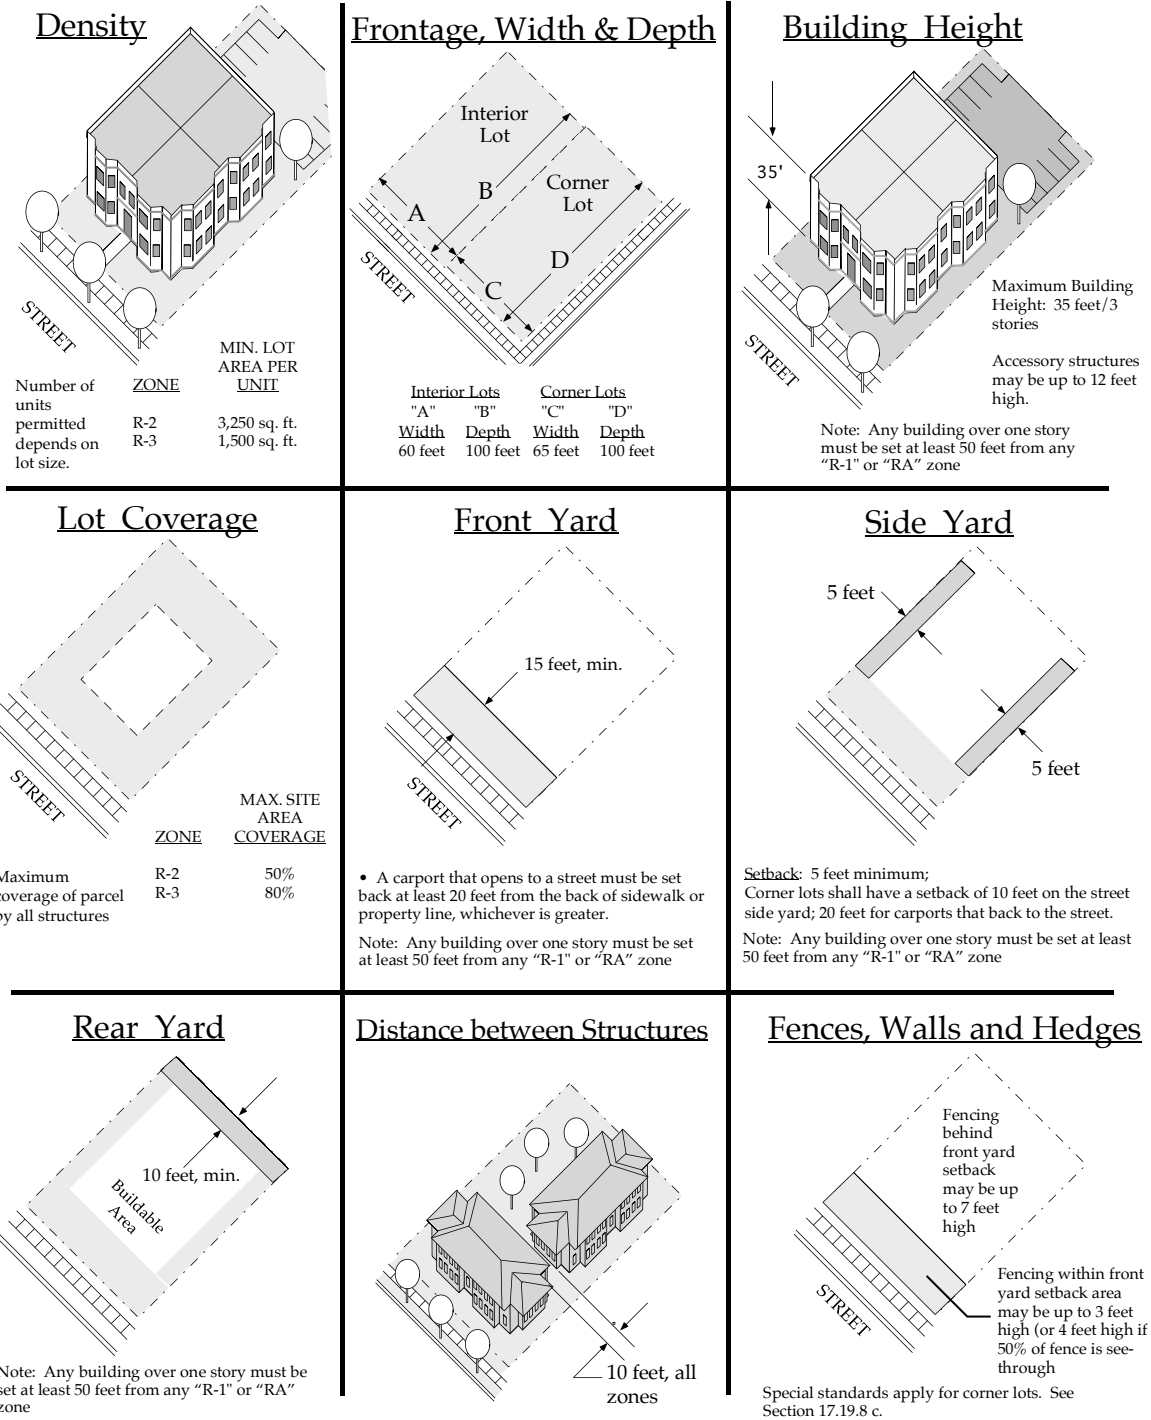 Density
STREET
Number of
units
permitted
depends on
lot size.
MIN. LOT
AREA PER
ZONE UNIT
R-2 3,250 sq. ft.
R-3 1,500 sq. ft.
Frontage, Width & Depth
Interior
Lot
Corner
Lot
A
B
C
D
STREET
Interior Lots Corner Lots
"A" "B" "C" "D"
Width Depth Width Depth
60 feet 100 feet 65 feet 100 feet
Building Height
35'
STREET
Maximum Building
Height: 35 feet/3
stories
Accessory structures
may be up to 12 feet
high.
Note: Any building over one story
must be set at least 50 feet from any
“R-1" or “RA” zone
Lot Coverage
STREET
MAX. SITE
AREA
ZONE COVERAGE
R-2 50%
R-3 80%
Maximum
coverage of parcel
by all structures
Front Yard
15 feet, min.
STREET
• A carport that opens to a street must be set
back at least 20 feet from the back of sidewalk or
property line, whichever is greater.
Note: Any building over one story must be set
at least 50 feet from any “R-1" or “RA” zone
Side Yard
5 feet
5 feet
Setback: 5 feet minimum;
Corner lots shall have a setback of 10 feet on the street
side yard; 20 feet for carports that back to the street.
Note: Any building over one story must be set at least
50 feet from any “R-1" or “RA” zone
Rear Yard
10 feet, min.
Buildable
Area
Note: Any building over one story must be
set at least 50 feet from any “R-1" or “RA”
zone
Distance between Structures
10 feet, all
zones
Fences, Walls and Hedges
Fencing
behind
front yard
setback
may be up
to 7 feet
high
STREET
Fencing within front
yard setback area
may be up to 3 feet
high (or 4 feet high if
50% of fence is see-
through
Special standards apply for corner lots. See
Section 17.19.8 c.